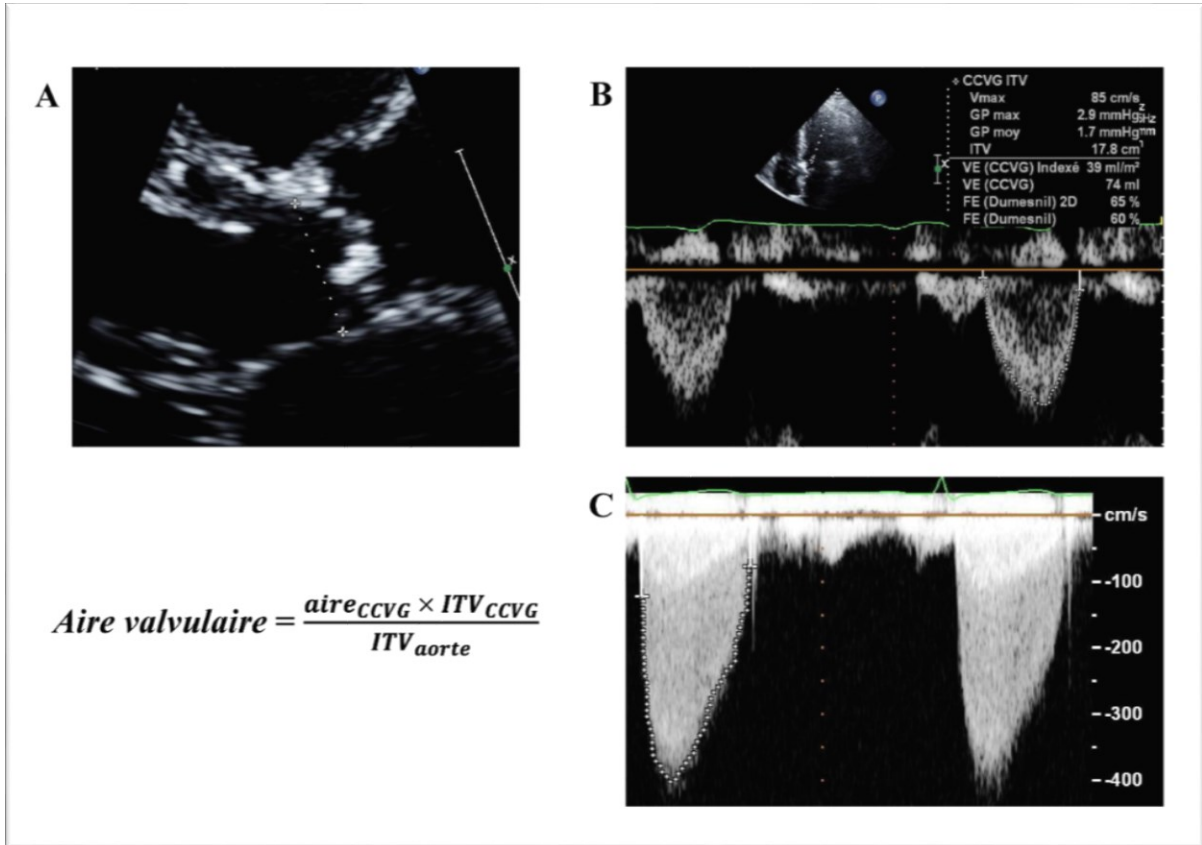 A
B
CCVG ITV
Vmax 85 cm/s
GP max 2.9 mmHg
GP moy 1.7 mmHg
ITV 17.8 cm
VE (CCVG) Indexé 39 ml/m²
VE (CCVG) 74 ml
FE (Dumesnil) 2D 65 %
FE (Dumesnil) 60 %
C
cm/s
-100
-200
-300
-400
Aire valvulaire = aire_CCVG × ITV_CCVG
ITV_aorte